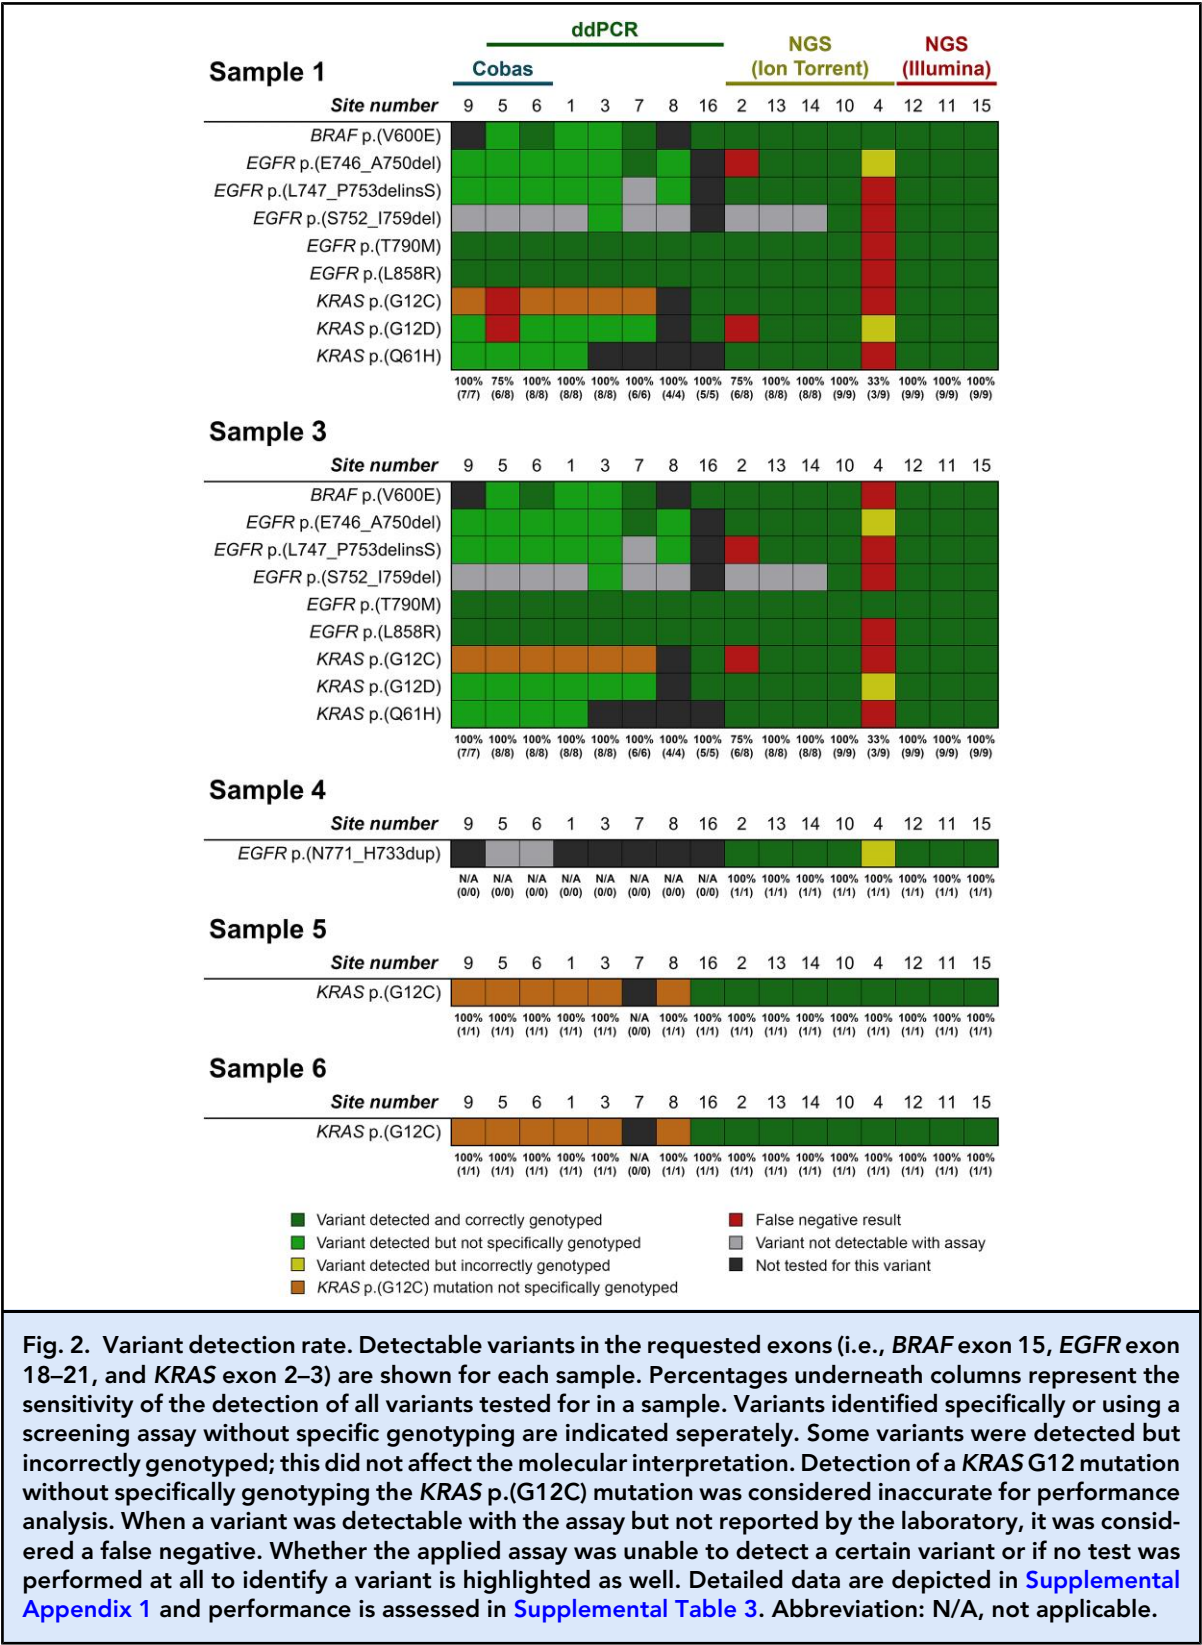 ddPCR
NGS
(Ion Torrent)
NGS
(Illumina)
Sample 1
Cobas
Site number 9 5 6 1 3 7 8 16 2 13 14 10 4 12 11 15
BRAF p.(V600E)
EGFR p.(E746_A750del)
EGFR p.(L747_P753delinsS)
EGFR p.(S752_I759del)
EGFR p.(T790M)
EGFR p.(L858R)
KRAS p.(G12C)
KRAS p.(G12D)
KRAS p.(Q61H)
100% 75% 100% 100% 100% 100% 100% 100% 75% 100% 100% 100% 33% 100% 100% 100%
(7/7) (6/8) (8/8) (8/8) (8/8) (6/6) (4/4) (5/5) (6/8) (8/8) (8/8) (9/9) (3/9) (9/9) (9/9) (9/9)
Sample 3
Site number 9 5 6 1 3 7 8 16 2 13 14 10 4 12 11 15
BRAF p.(V600E)
EGFR p.(E746_A750del)
EGFR p.(L747_P753delinsS)
EGFR p.(S752_I759del)
EGFR p.(T790M)
EGFR p.(L858R)
KRAS p.(G12C)
KRAS p.(G12D)
KRAS p.(Q61H)
100% 100% 100% 100% 100% 100% 100% 100% 75% 100% 100% 100% 33% 100% 100% 100%
(7/7) (8/8) (8/8) (8/8) (8/8) (6/6) (4/4) (5/5) (6/8) (8/8) (8/8) (9/9) (3/9) (9/9) (9/9) (9/9)
Sample 4
Site number 9 5 6 1 3 7 8 16 2 13 14 10 4 12 11 15
EGFR p.(N771_H733dup)
N/A N/A N/A N/A N/A N/A N/A N/A 100% 100% 100% 100% 100% 100% 100% 100%
(0/0) (0/0) (0/0) (0/0) (0/0) (0/0) (0/0) (0/0) (1/1) (1/1) (1/1) (1/1) (1/1) (1/1) (1/1) (1/1)
Sample 5
Site number 9 5 6 1 3 7 8 16 2 13 14 10 4 12 11 15
KRAS p.(G12C)
100% 100% 100% 100% 100% N/A 100% 100% 100% 100% 100% 100% 100% 100% 100% 100%
(1/1) (1/1) (1/1) (1/1) (1/1) (0/0) (1/1) (1/1) (1/1) (1/1) (1/1) (1/1) (1/1) (1/1) (1/1) (1/1)
Sample 6
Site number 9 5 6 1 3 7 8 16 2 13 14 10 4 12 11 15
KRAS p.(G12C)
100% 100% 100% 100% 100% N/A 100% 100% 100% 100% 100% 100% 100% 100% 100% 100%
(1/1) (1/1) (1/1) (1/1) (1/1) (0/0) (1/1) (1/1) (1/1) (1/1) (1/1) (1/1) (1/1) (1/1) (1/1) (1/1)
Variant detected and correctly genotyped
Variant detected but not specifically genotyped
Variant detected but incorrectly genotyped
KRAS p.(G12C) mutation not specifically genotyped
False negative result
Variant not detectable with assay
Not tested for this variant
Fig. 2. Variant detection rate. Detectable variants in the requested exons (i.e., BRAF exon 15, EGFR exon
18–21, and KRAS exon 2–3) are shown for each sample. Percentages underneath columns represent the
sensitivity of the detection of all variants tested for in a sample. Variants identified specifically or using a
screening assay without specific genotyping are indicated seperately. Some variants were detected but
incorrectly genotyped; this did not affect the molecular interpretation. Detection of a KRAS G12 mutation
without specifically genotyping the KRAS p.(G12C) mutation was considered inaccurate for performance
analysis. When a variant was detectable with the assay but not reported by the laboratory, it was consid-
ered a false negative. Whether the applied assay was unable to detect a certain variant or if no test was
performed at all to identify a variant is highlighted as well. Detailed data are depicted in Supplemental
Appendix 1 and performance is assessed in Supplemental Table 3. Abbreviation: N/A, not applicable.